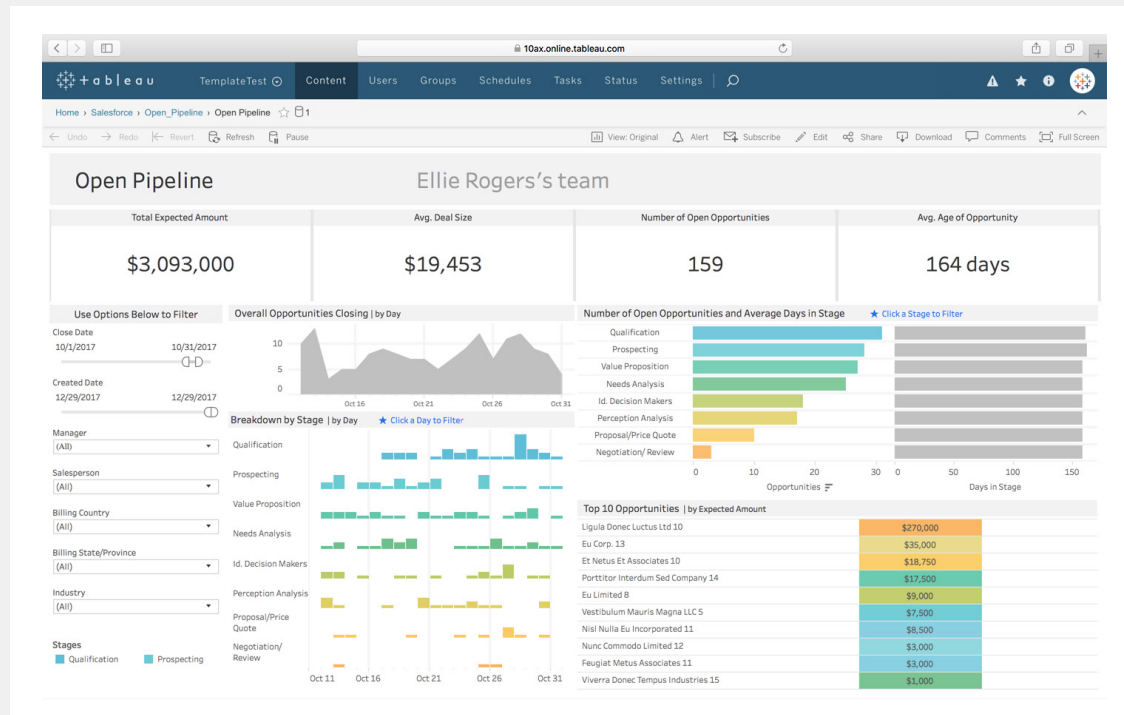 10ax.online.tableau.com
+ a b | e a u
TemplateTest Content Users Groups Schedules Tasks Status Settings
Home › Salesforce › Open_Pipeline › Open Pipeline 1
← Undo → Redo Revert Refresh Pause View: Original Alert Subscribe Edit Share Download Comments Full Screen
Open Pipeline Ellie Rogers's team
Total Expected Amount Avg. Deal Size Number of Open Opportunities Avg. Age of Opportunity
$3,093,000 $19,453 159 164 days
Use Options Below to Filter
Close Date
10/1/2017 10/31/2017
Created Date
12/29/2017 12/29/2017
Manager
(All)
Salesperson
(All)
Billing Country
(All)
Billing State/Province
(All)
Industry
(All)
Stages
Qualification Prospecting
Overall Opportunities Closing | by Day
10
5
0
Oct 16 Oct 21 Oct 26 Oct 31
Breakdown by Stage | by Day ★ Click a Day to Filter
Qualification
Prospecting
Value Proposition
Needs Analysis
Id. Decision Makers
Perception Analysis
Proposal/Price
Quote
Negotiation/
Review
Oct 11 Oct 16 Oct 21 Oct 26 Oct 31
Number of Open Opportunities and Average Days in Stage ★ Click a Stage to Filter
Qualification
Prospecting
Value Proposition
Needs Analysis
Id. Decision Makers
Perception Analysis
Proposal/Price Quote
Negotiation/ Review
0 10 20 30 0 50 100 150
Opportunities Days in Stage
Top 10 Opportunities | by Expected Amount
Ligula Donec Luctus Ltd 10 $270,000
Eu Corp. 13 $35,000
Et Netus Et Associates 10 $18,750
Porttitor Interdum Sed Company 14 $17,500
Eu Limited 8 $9,000
Vestibulum Mauris Magna LLC 5 $7,500
Nisl Nulla Eu Incorporated 11 $8,500
Nunc Commodo Limited 12 $3,000
Feugiat Metus Associates 11 $3,000
Viverra Donec Tempus Industries 15 $1,000